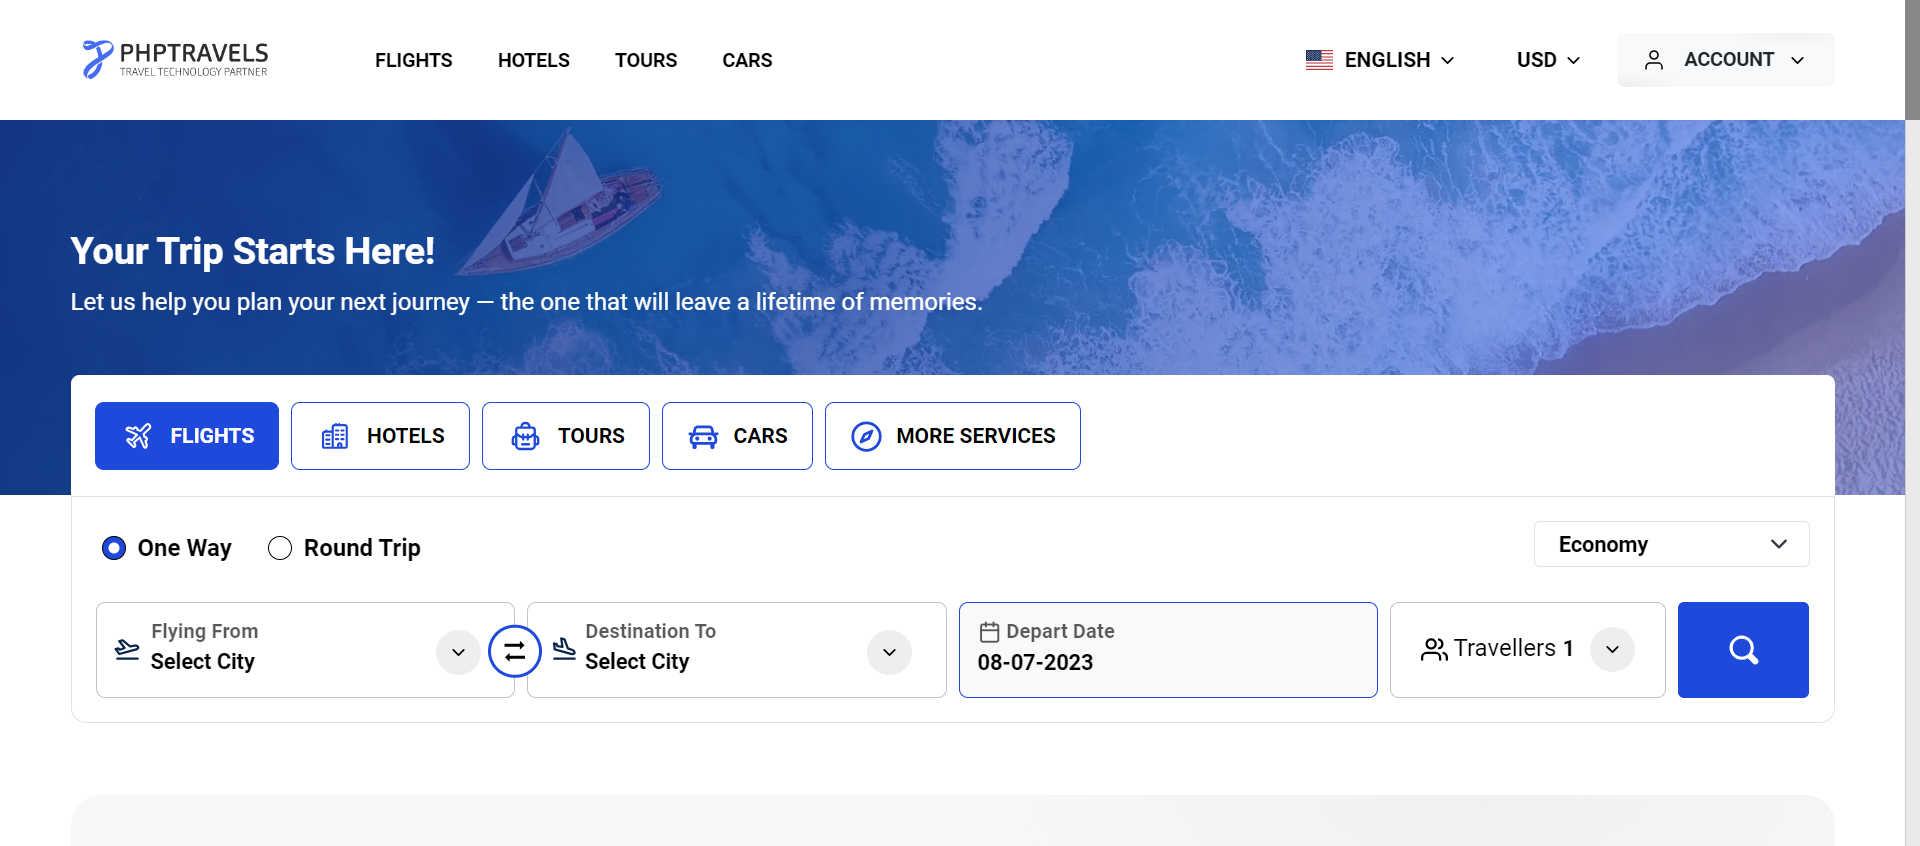 PHPTRAVELS
TRAVEL TECHNOLOGY PARTNER
FLIGHTS HOTELS TOURS CARS
ENGLISH USD ACCOUNT
Your Trip Starts Here!
Let us help you plan your next journey — the one that will leave a lifetime of memories.
FLIGHTS HOTELS TOURS CARS MORE SERVICES
One Way Round Trip
Economy
Flying From
Select City
Destination To
Select City
Depart Date
08-07-2023
Travellers 1